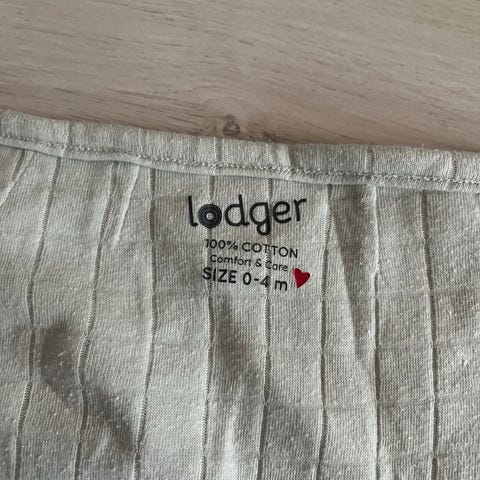 lodger
100% COTTON
Comfort & Care
SIZE 0-4 m